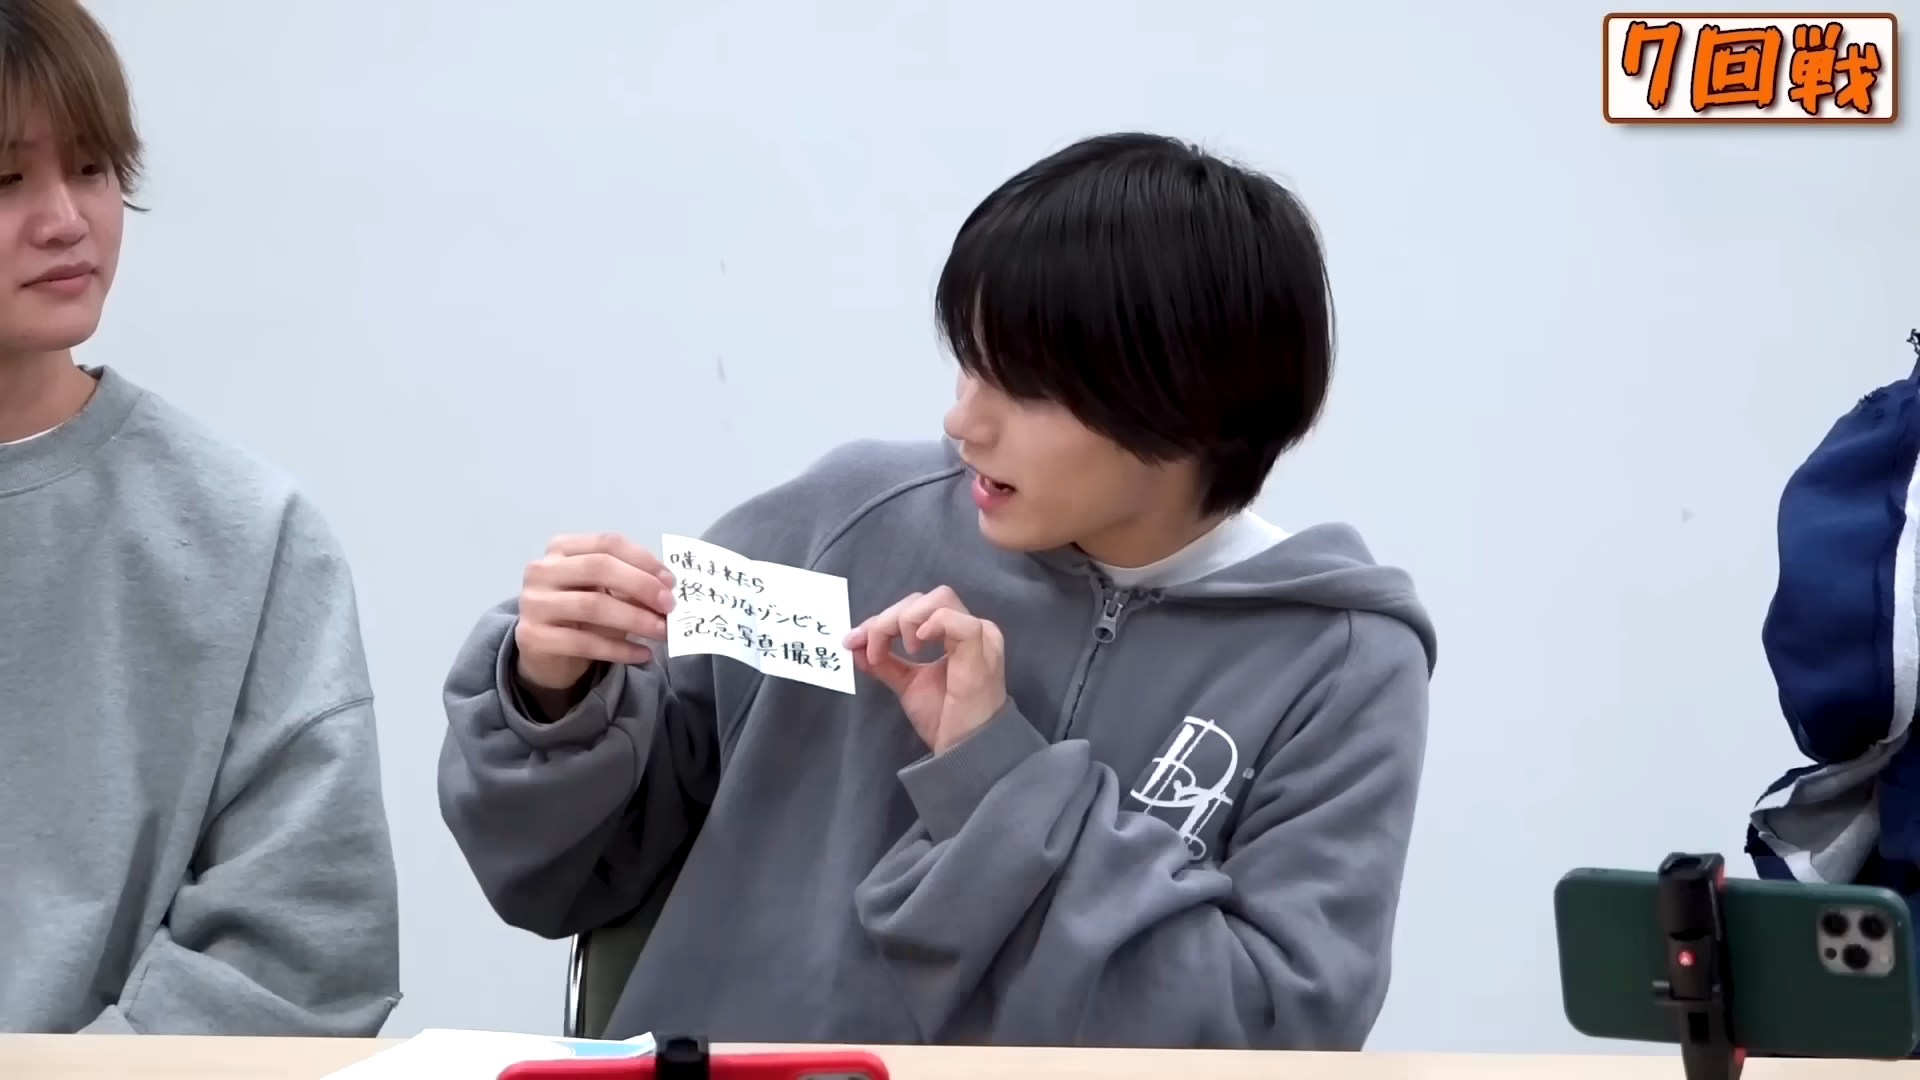 7回戦
噛まれたら
終わりなゾンビと
記念写真撮影